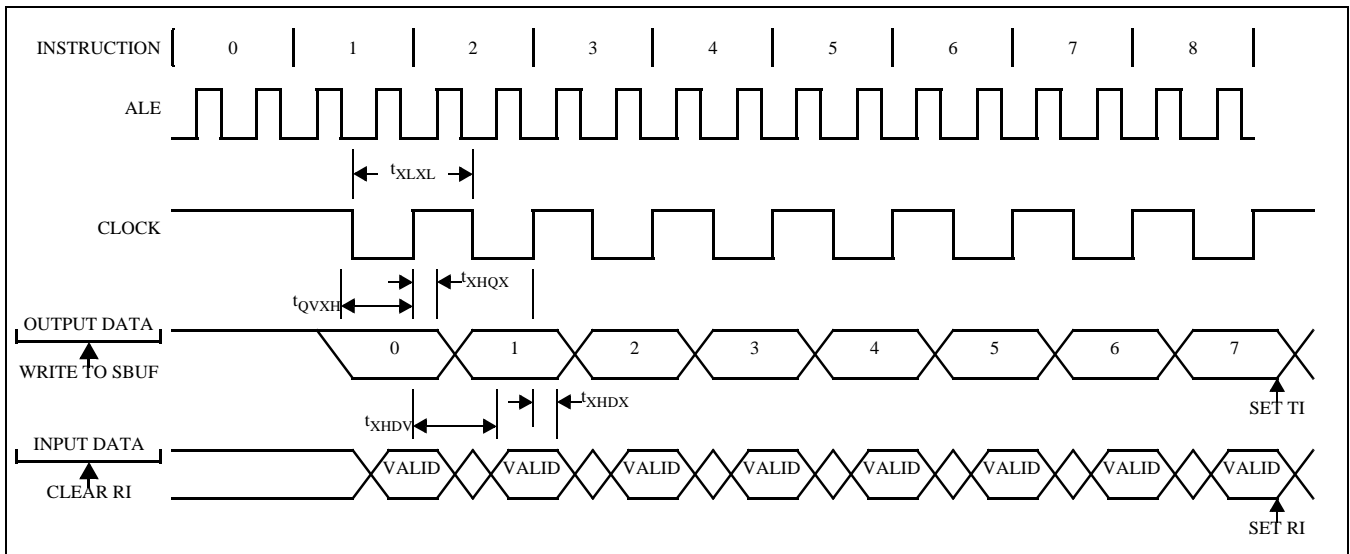 INSTRUCTION 0 1 2 3 4 5 6 7 8
ALE
tXLXL
CLOCK
tXHQX
tQVXH
OUTPUT DATA
0 1 2 3 4 5 6 7
WRITE TO SBUF
SET TI
tXHDX
tXHDV
INPUT DATA
VALID VALID VALID VALID VALID VALID VALID VALID
CLEAR RI
SET RI